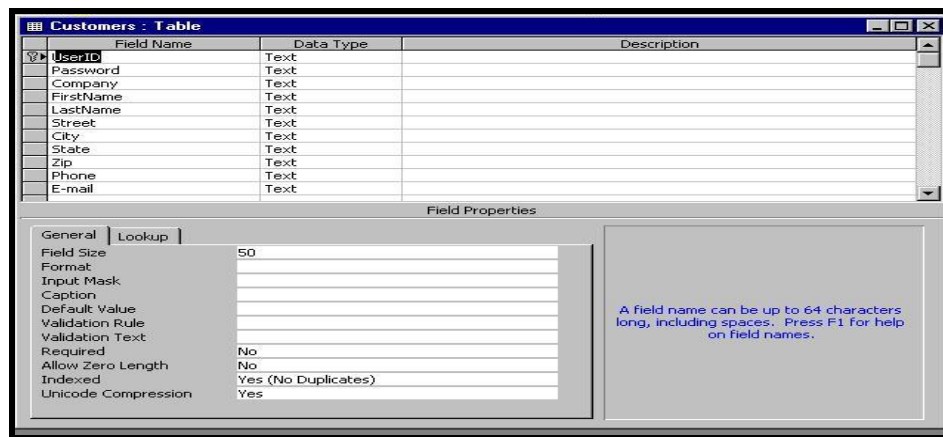 Customers : Table
Field Name Data Type Description
UserID Text
Password Text
Company Text
FirstName Text
LastName Text
Street Text
City Text
State Text
Zip Text
Phone Text
E-mail Text
Field Properties
General Lookup
Field Size 50
Format
Input Mask
Caption
Default Value
Validation Rule
Validation Text
Required No
Allow Zero Length No
Indexed Yes (No Duplicates)
Unicode Compression Yes
A field name can be up to 64 characters
long, including spaces. Press F1 for help
on field names.